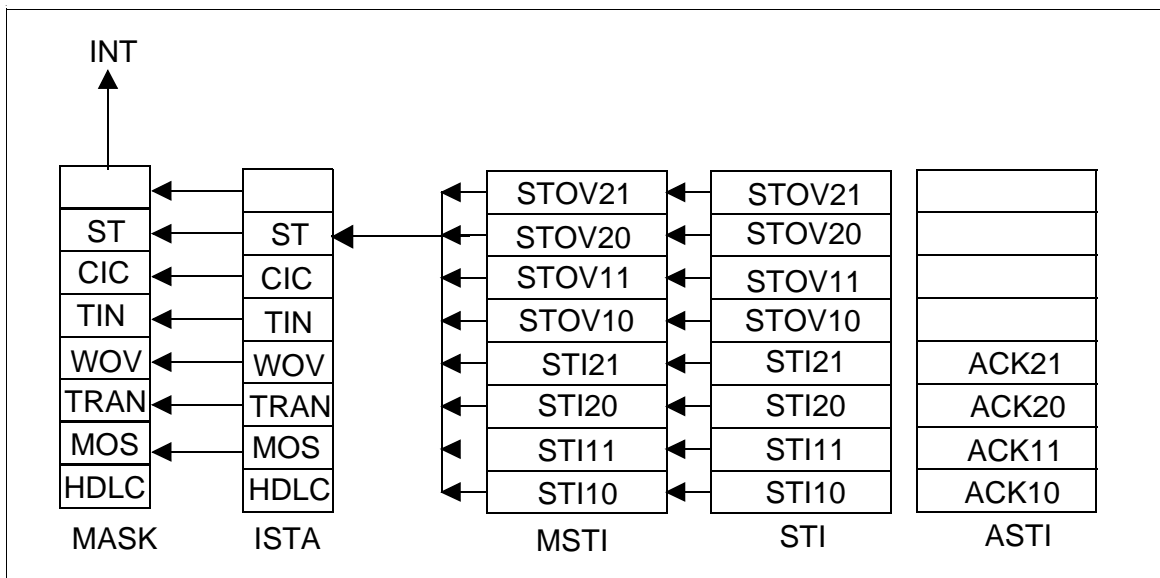 INT
STOV21 STOV21
ST ST STOV20 STOV20
CIC CIC STOV11 STOV11
TIN TIN STOV10 STOV10
WOV WOV STI21 STI21 ACK21
TRAN TRAN STI20 STI20 ACK20
MOS MOS STI11 STI11 ACK11
HDLC HDLC STI10 STI10 ACK10
MASK ISTA MSTI STI ASTI